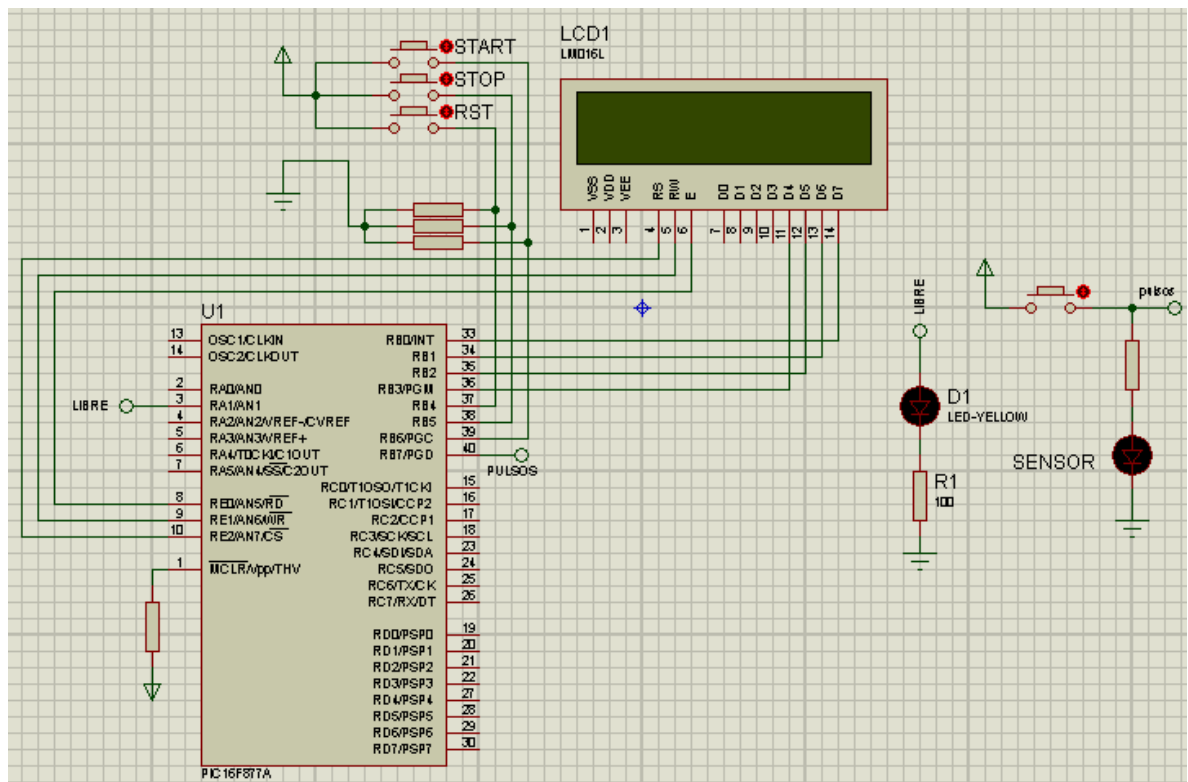 START
STOP
RST
LCD1
LM016L
VSS
VDD
VEE
RS
RW
E
D0
D1
D2
D3
D4
D5
D6
D7
1
2
3
4
5
6
7
8
9
10
11
12
13
14
U1
13 OSC1/CLKIN
14 OSC2/CLKOUT
2 RA0/AN0
LIBRE 3 RA1/AN1
4 RA2/AN2/VREF-/CVREF
5 RA3/AN3/VREF+
6 RA4/T0CKI/C1OUT
7 RA5/AN4/SS/C2OUT
8 RE0/AN5/RD
9 RE1/AN6/WR
10 RE2/AN7/CS
1 MCLR/Vpp/THV
RB0/INT 33
RB1 34
RB2 35
RB3/PGM 36
RB4 37
RB5 38
RB6/PGC 39
RB7/PGD 40
PULSOS
RC0/T1OSO/T1CKI 15
RC1/T1OSI/CCP2 16
RC2/CCP1 17
RC3/SCK/SCL 18
RC4/SDI/SDA 23
RC5/SDO 24
RC6/TX/CK 25
RC7/RX/DT 26
RD0/PSP0 19
RD1/PSP1 20
RD2/PSP2 21
RD3/PSP3 22
RD4/PSP4 27
RD5/PSP5 28
RD6/PSP6 29
RD7/PSP7 30
PIC16F877A
LIBRE
D1
LED-YELLOW
R1
100
pulsos
SENSOR